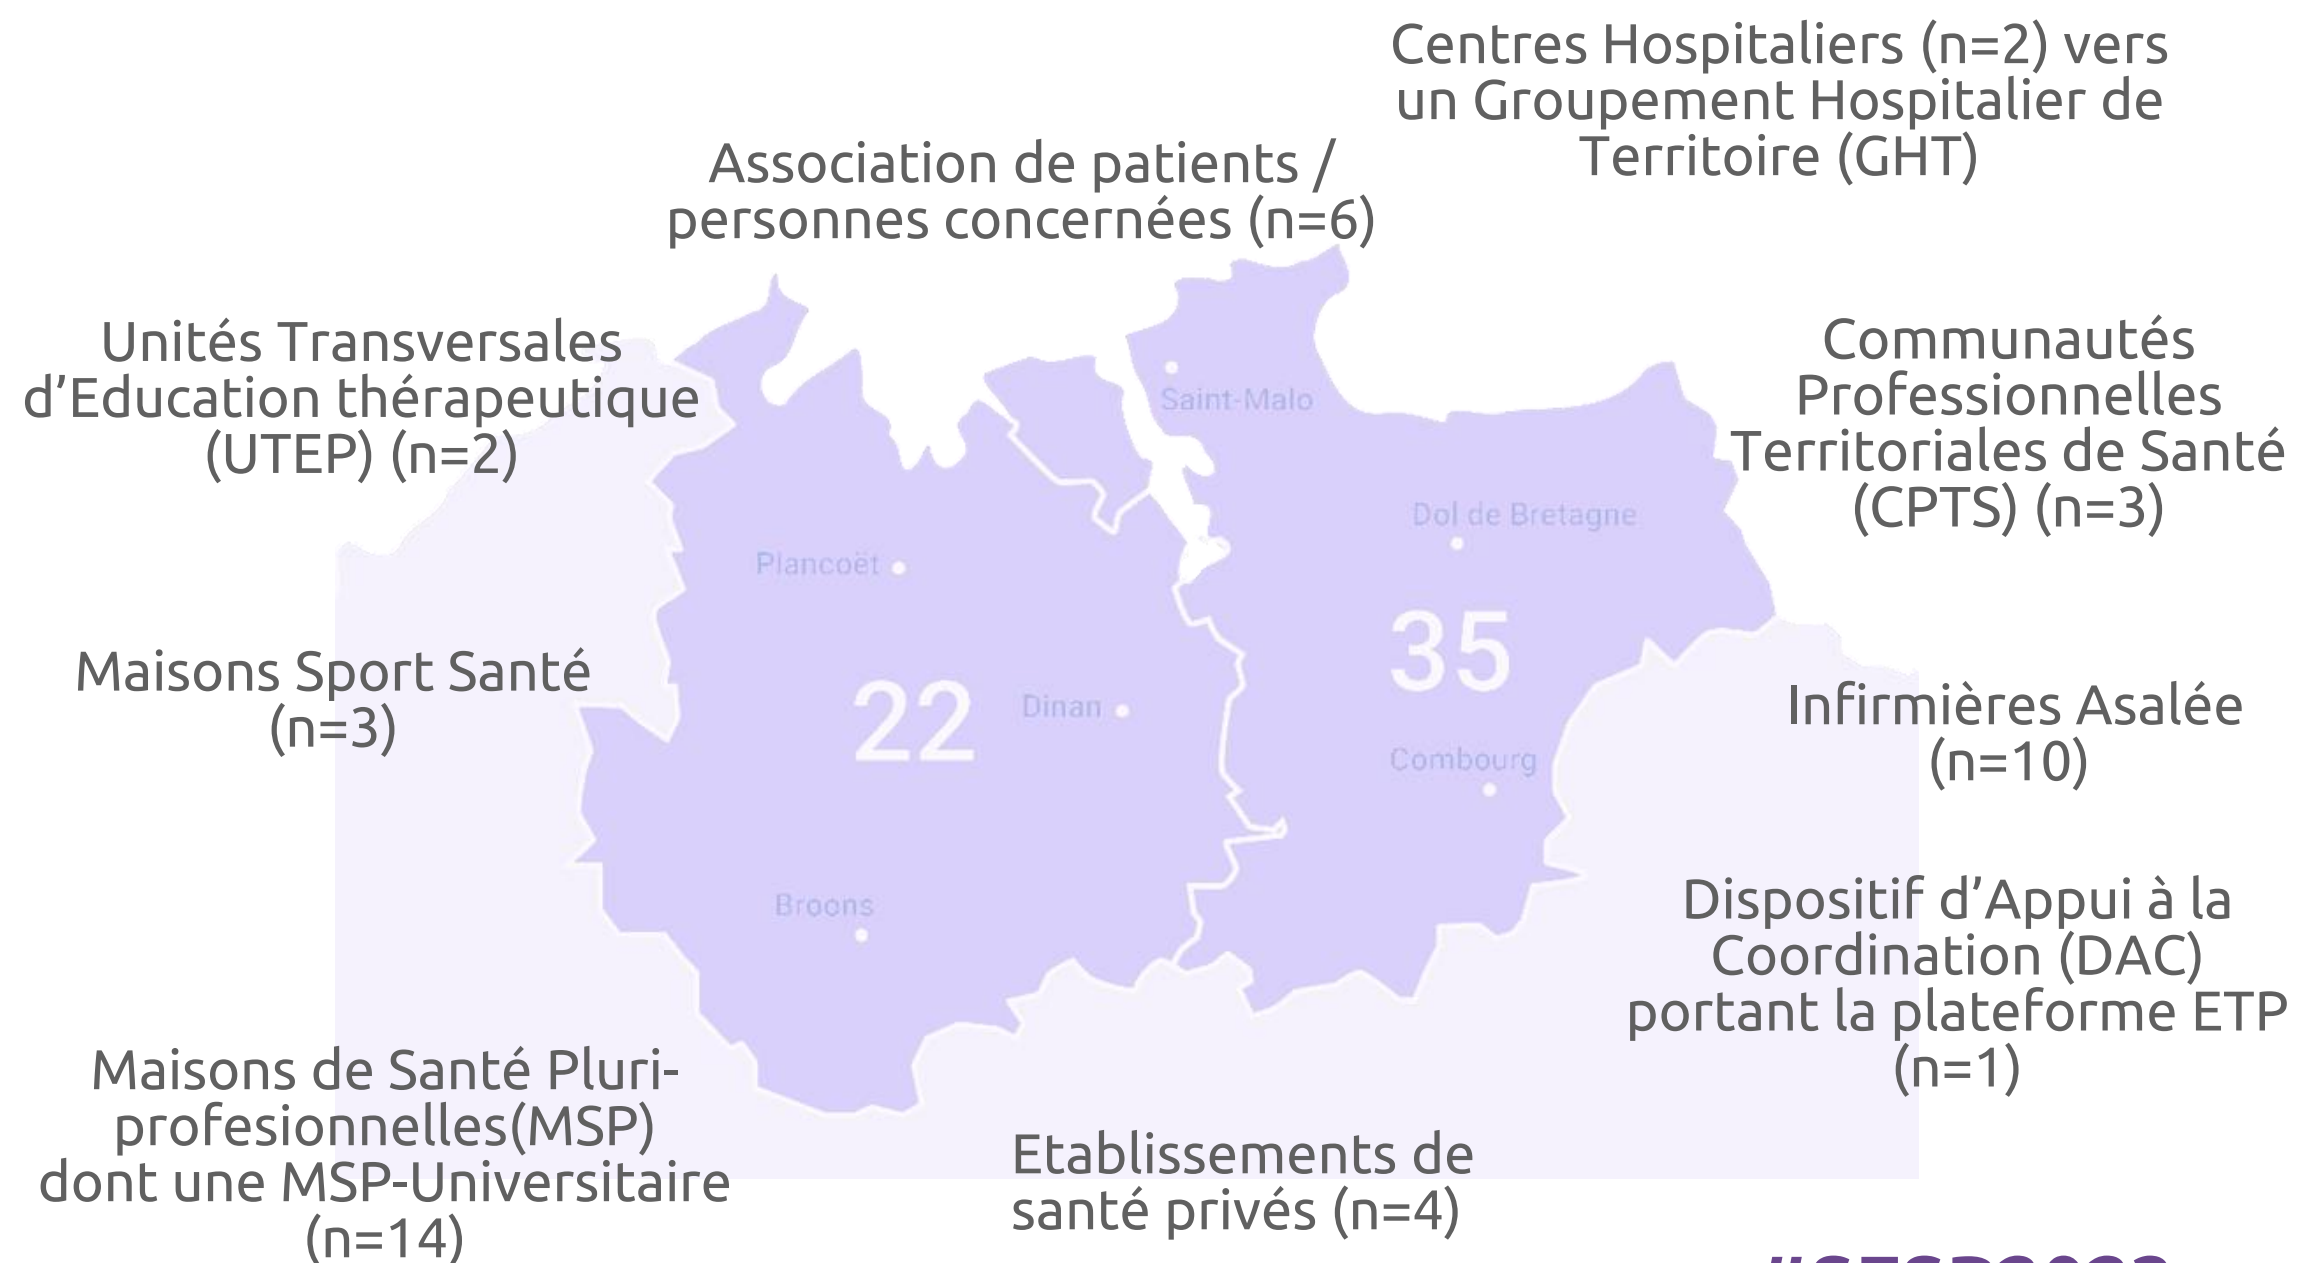 Centres Hospitaliers (n=2) vers
un Groupement Hospitalier de
Territoire (GHT)
Association de patients /
personnes concernées (n=6)
Unités Transversales
d’Education thérapeutique
(UTEP) (n=2)
Communautés
Professionnelles
Territoriales de Santé
(CPTS) (n=3)
Saint-Malo
Dol de Bretagne
Plancoët
35
22
Dinan
Combourg
Broons
Maisons Sport Santé
(n=3)
Infirmières Asalée
(n=10)
Dispositif d’Appui à la
Coordination (DAC)
portant la plateforme ETP
(n=1)
Maisons de Santé Pluri-
profesionnelles(MSP)
dont une MSP-Universitaire
(n=14)
Etablissements de
santé privés (n=4)